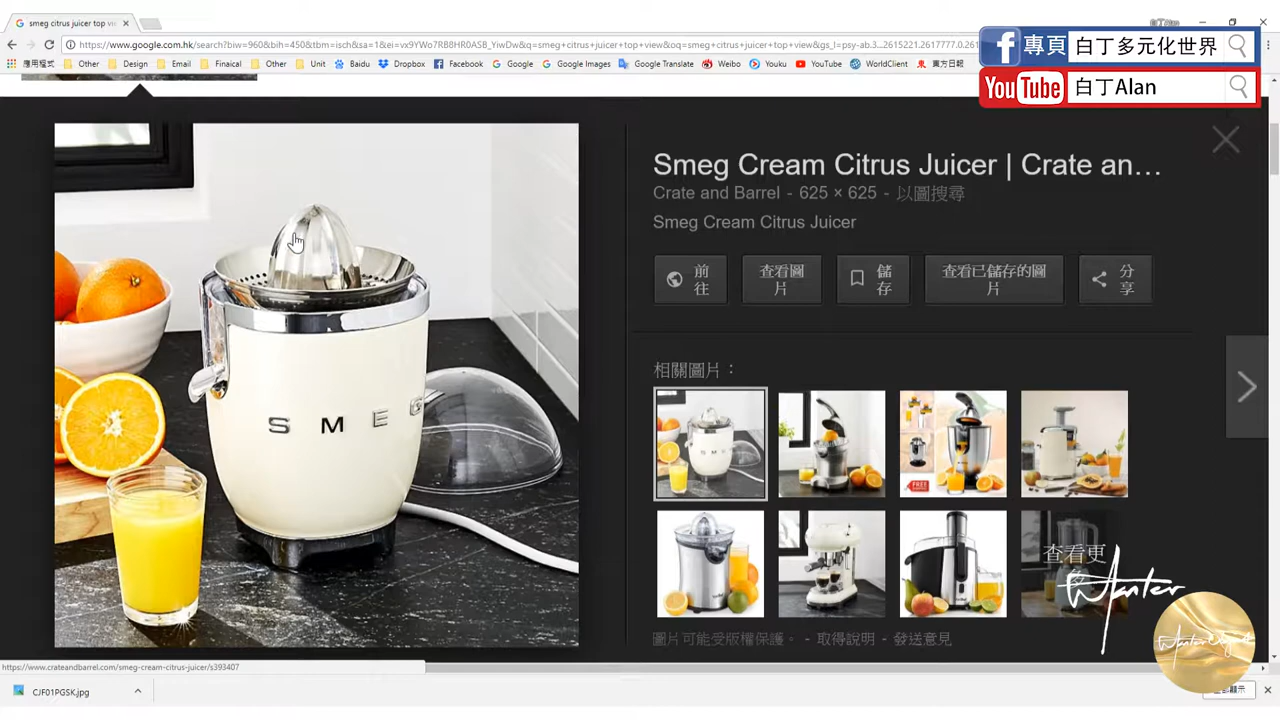 smeg citrus juicer top vi
白丁Alan
https://www.google.com.hk/search?biw=960&bih=450&tbm=isch&sa=1&ei=vx9YWo7RB8HR0ASB_YiwDw&q=smeg+citrus+juicer+top+view&oq=smeg+citrus+juicer+top+view&gs_l=psy-ab.3...2615221.2617777.0.261
應用程式 Other Design Email Finaical Other Unit Baidu Dropbox Facebook Google Google Images Google Translate Weibo Youku WorldClient 東方日報
專頁 白丁多元化世界
YouTube 白丁Alan
Smeg Cream Citrus Juicer | Crate an...
Crate and Barrel - 625 × 625 - 以圖搜尋
Smeg Cream Citrus Juicer
前往
查看圖片
儲存
查看已儲存的圖片
分享
SMEG
相關圖片：
查看更
Wanter
圖片可能受版權保護。 - 取得說明 - 發送意見
https://www.crateandbarrel.com/smeg-cream-citrus-juicer/s393407
CJF01PGSK.jpg